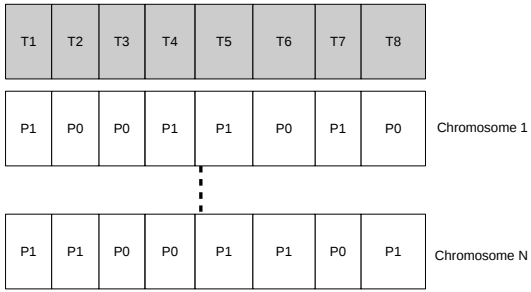 T1 T2 T3 T4 T5 T6 T7 T8
P1 P0 P0 P1 P1 P0 P1 P0 Chromosome 1
P1 P1 P0 P0 P1 P1 P0 P1 Chromosome N